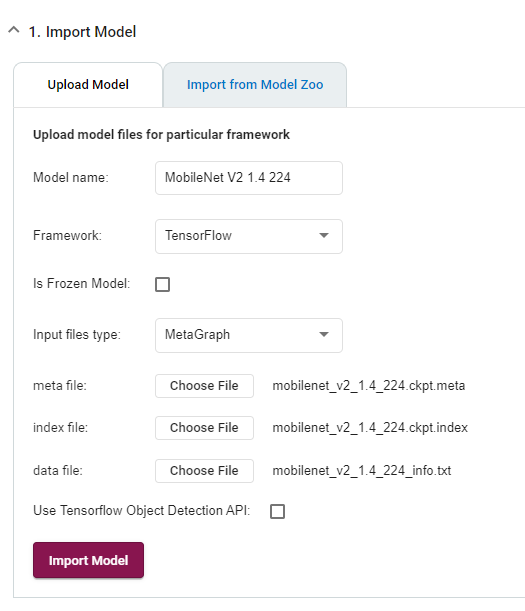 1. Import Model
Upload Model
Import from Model Zoo
Upload model files for particular framework
Model name:
MobileNet V2 1.4 224
Framework:
TensorFlow
Is Frozen Model:
Input files type:
MetaGraph
meta file:
Choose File
mobilenet_v2_1.4_224.ckpt.meta
index file:
Choose File
mobilenet_v2_1.4_224.ckpt.index
data file:
Choose File
mobilenet_v2_1.4_224_info.txt
Use Tensorflow Object Detection API:
Import Model